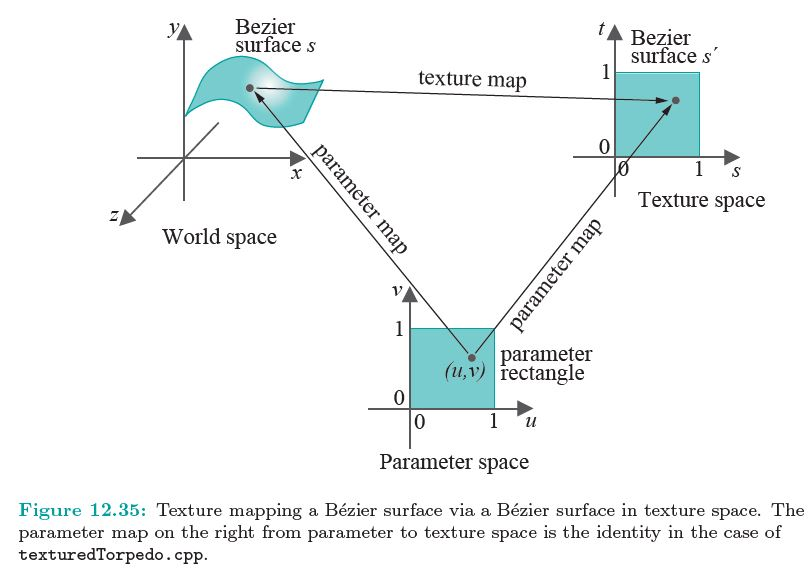 y
Bezier
surface s
z
x
World space
texture map
t
Bezier
surface s´
1
0
0
1
s
Texture space
parameter map
parameter map
v
1
(u,v)
parameter
rectangle
0
0
1
u
Parameter space
Figure 12.35: Texture mapping a Bézier surface via a Bézier surface in texture space. The
parameter map on the right from parameter to texture space is the identity in the case of
texturedTorpedo.cpp.